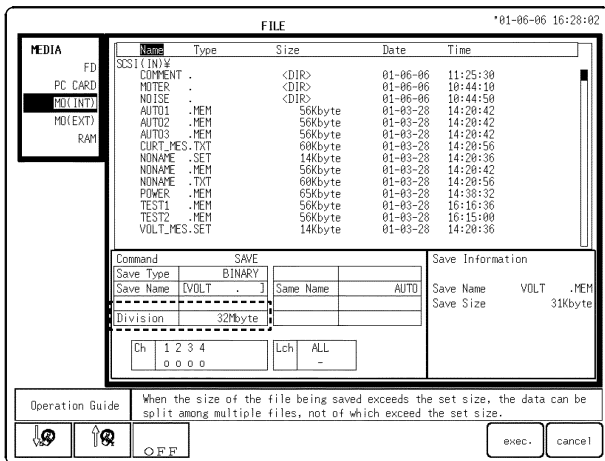 FILE
'01-06-06 16:28:02
MEDIA
FD
PC CARD
MO(INT)
MO(EXT)
RAM
Name Type Size Date Time
SCSI(IN)¥
COMMENT . <DIR> 01-06-06 11:25:30
MOTER . <DIR> 01-06-06 10:44:10
NOISE . <DIR> 01-06-06 10:44:50
AUTO1 .MEM 56Kbyte 01-03-28 14:20:42
AUTO2 .MEM 56Kbyte 01-03-28 14:20:42
AUTO3 .MEM 56Kbyte 01-03-28 14:20:42
CURT_MES.TXT 60Kbyte 01-03-28 14:20:56
NONAME .SET 14Kbyte 01-03-28 14:20:36
NONAME .MEM 56Kbyte 01-03-28 14:20:42
NONAME .TXT 60Kbyte 01-03-28 14:20:56
POWER .MEM 65Kbyte 01-03-28 14:38:32
TEST1 .MEM 56Kbyte 01-03-28 16:16:36
TEST2 .MEM 56Kbyte 01-03-28 16:15:00
VOLT_MES.SET 14Kbyte 01-03-28 14:20:36
Command SAVE
Save Type BINARY
Save Name [VOLT . ] Same Name AUTO
Division 32Mbyte
Ch 1 2 3 4
o o o o
Lch ALL
-
Save Information
Save Name VOLT .MEM
Save Size 31Kbyte
Operation Guide
When the size of the file being saved exceeds the set size, the data can be
split among multiple files, not of which exceed the set size.
OFF
exec.
cancel